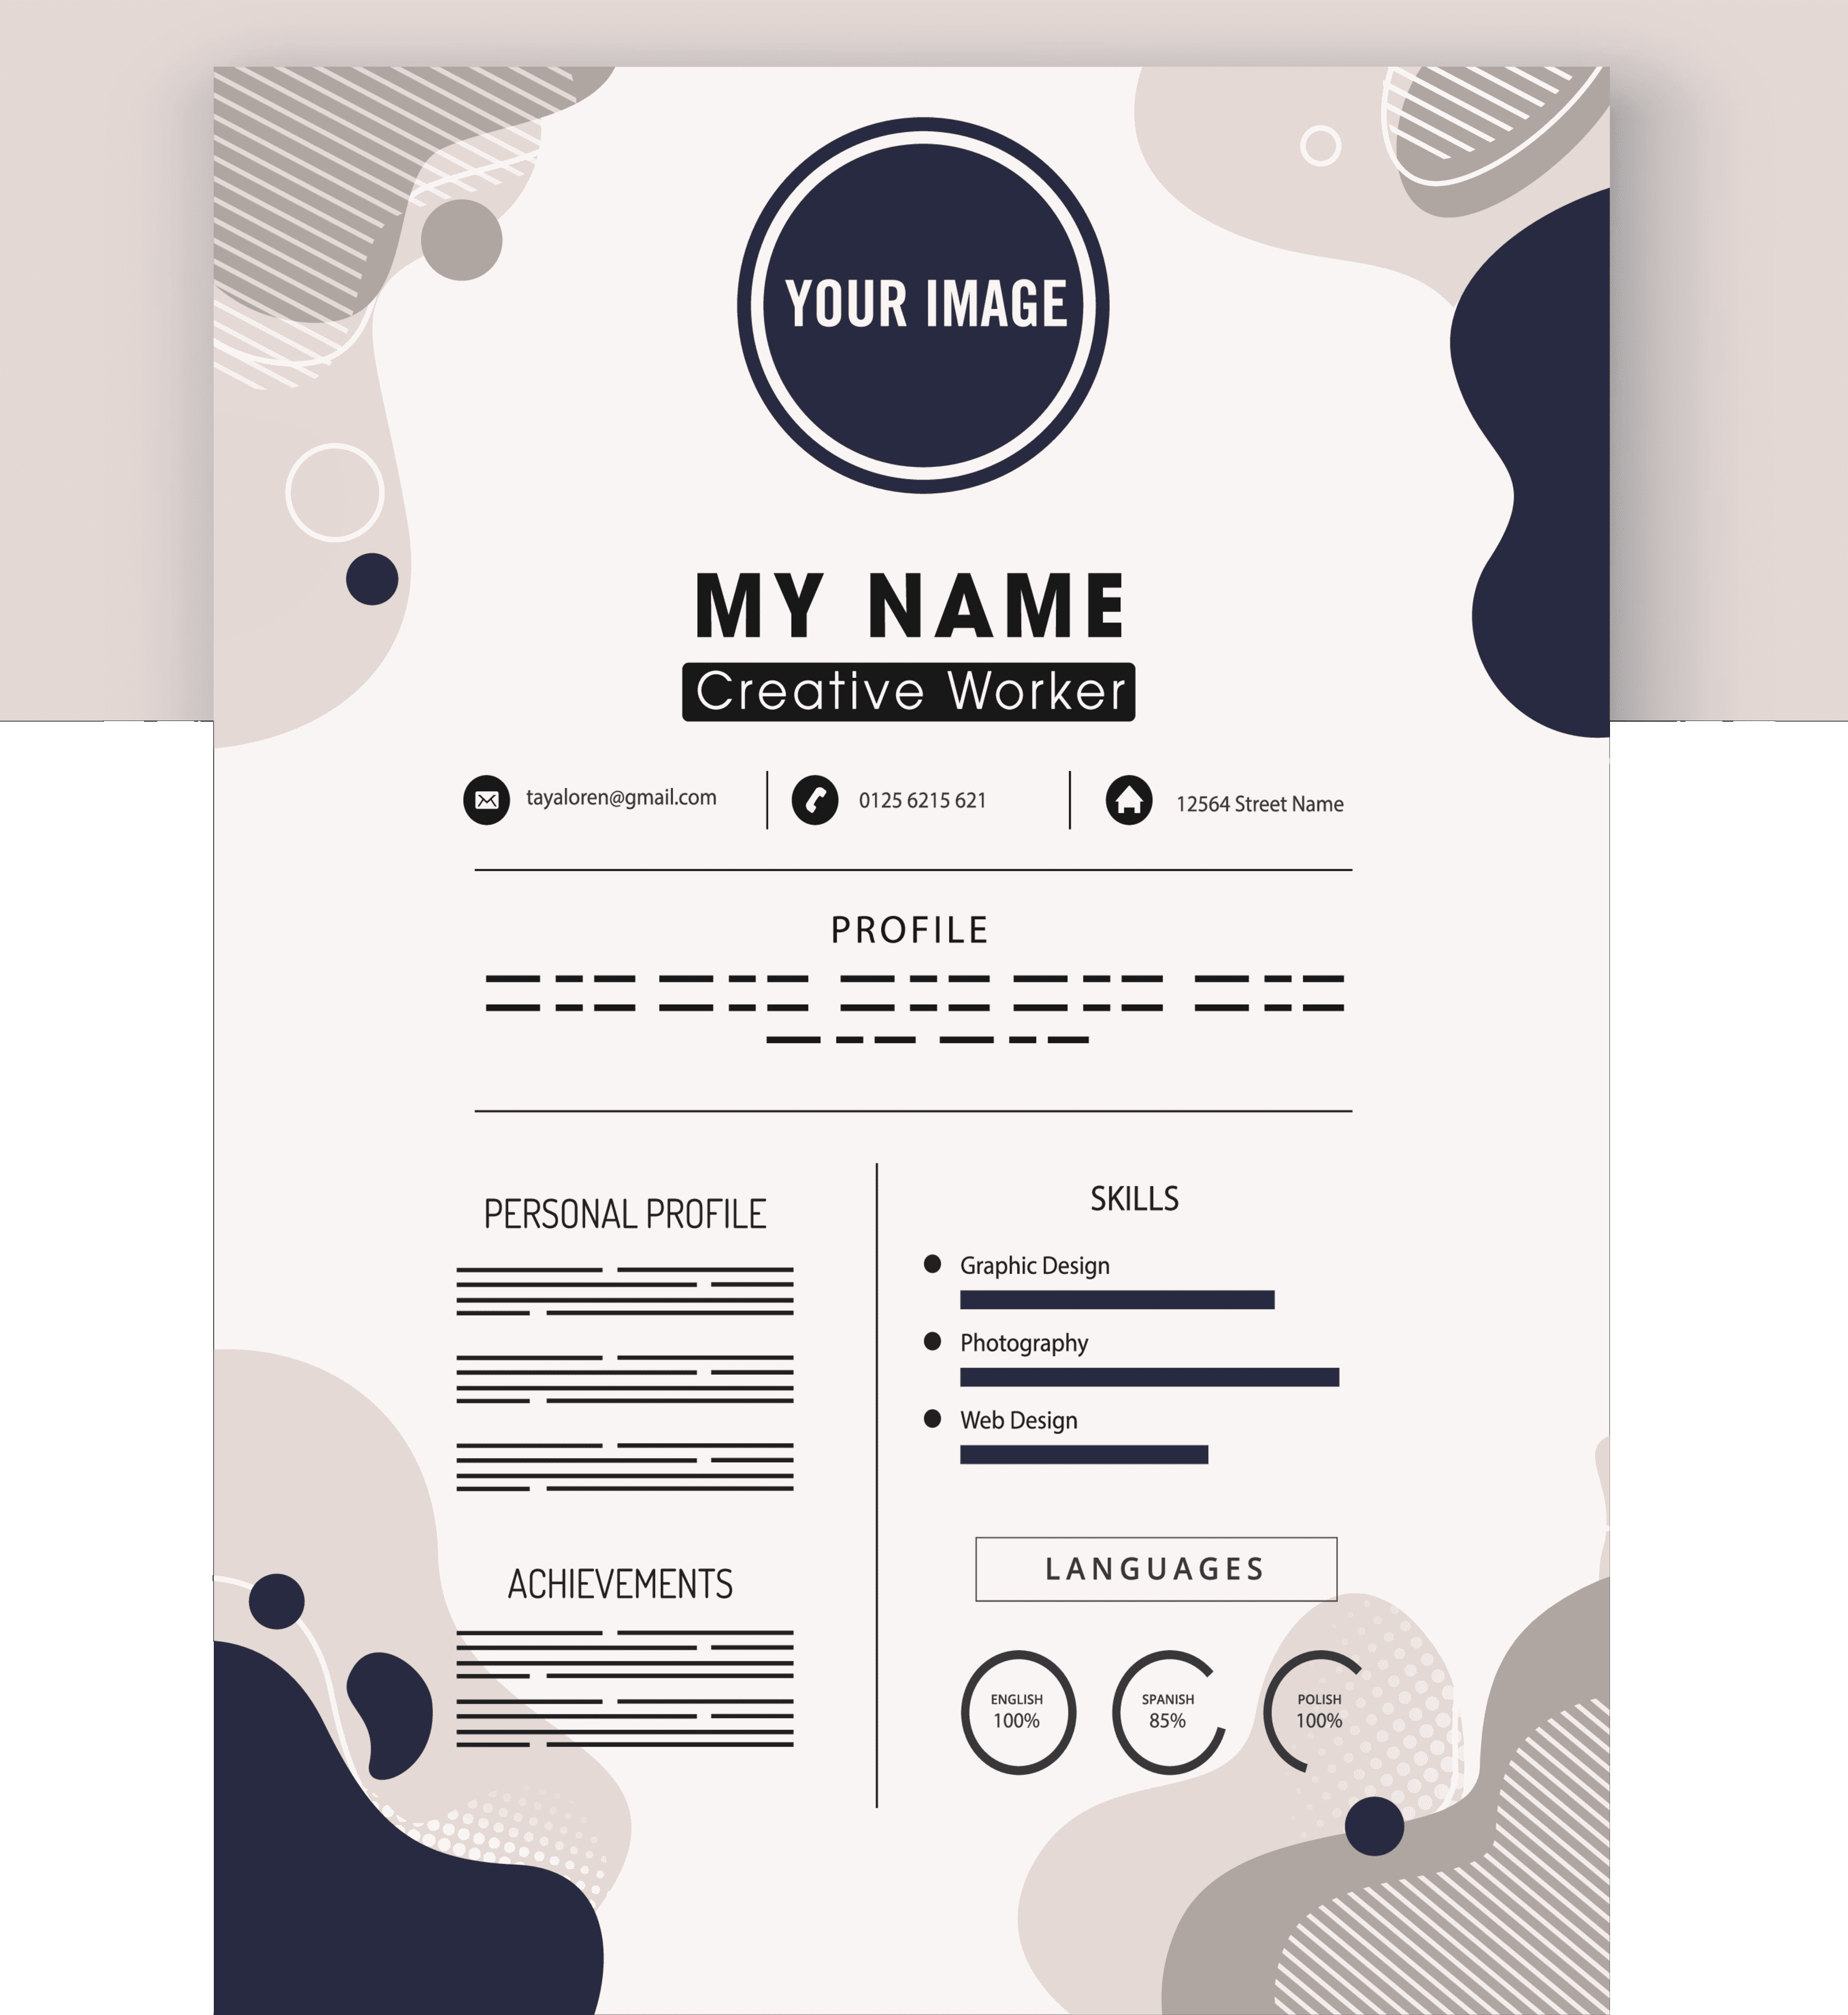 YOUR IMAGE
MY NAME
Creative Worker
tayaloren@gmail.com
0125 6215 621
12564 Street Name
PROFILE
PERSONAL PROFILE
ACHIEVEMENTS
SKILLS
Graphic Design
Photography
Web Design
LANGUAGES
ENGLISH
100%
SPANISH
85%
POLISH
100%